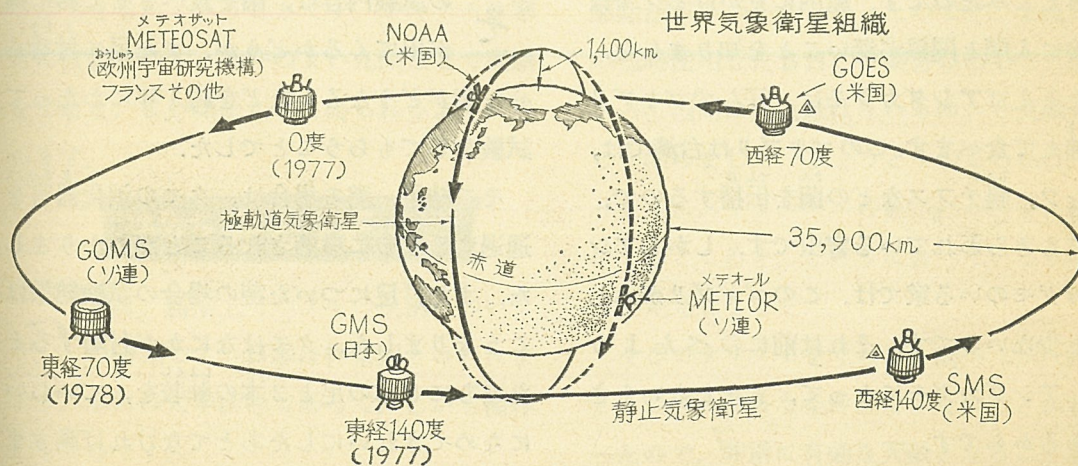 世界気象衛星組織
メテオサット
METEOSAT
おうしゅう
(欧州宇宙研究機構)
フランスその他
0度
(1977)
NOAA
(米国)
1,400km
GOES
(米国)
西経70度
極軌道気象衛星
赤道
35,900km
GOMS
(ソ連)
東経70度
(1978)
GMS
(日本)
東経140度
(1977)
メテオール
METEOR
(ソ連)
静止気象衛星
西経140度
SMS
(米国)